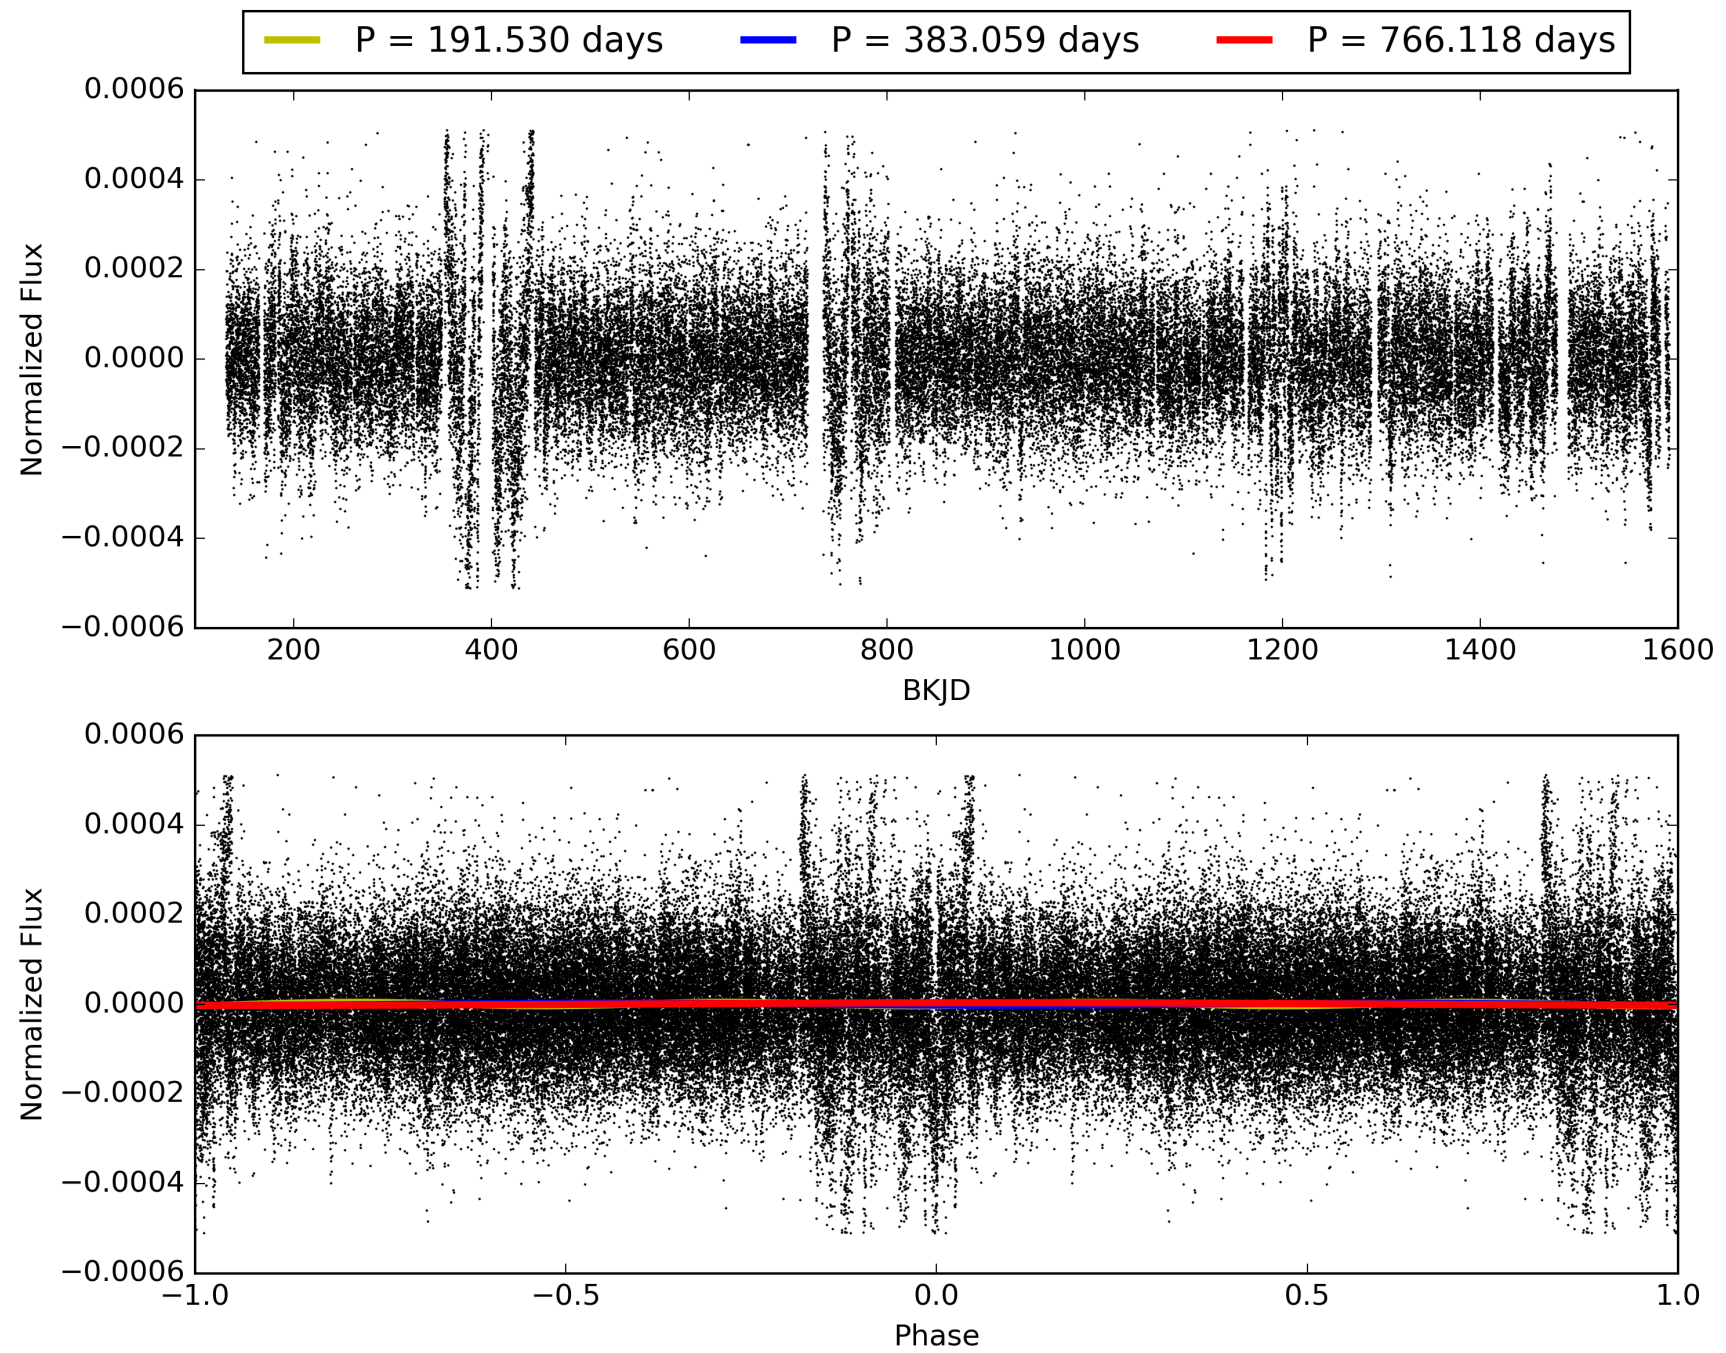 P = 191.530 days P = 383.059 days P = 766.118 days
0.0006
0.0004
0.0002
0.0000
−0.0002
−0.0004
−0.0006
Normalized Flux
200 400 600 800 1000 1200 1400 1600
BKJD
0.0006
0.0004
0.0002
0.0000
−0.0002
−0.0004
−0.0006
Normalized Flux
−1.0 −0.5 0.0 0.5 1.0
Phase